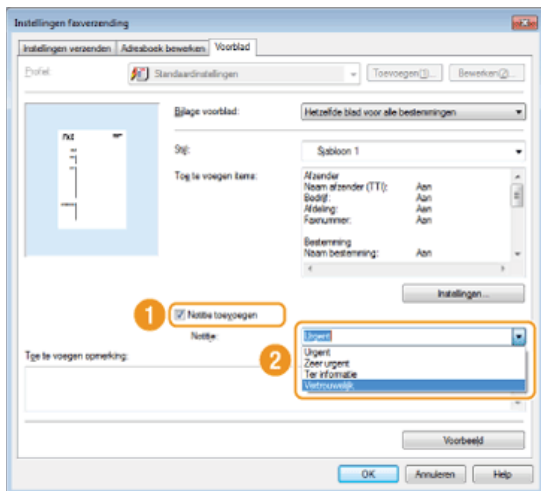 Instellingen faxverzending
Instellingen verzenden
Adresboek bewerken
Voorblad
Profiel:
Standaardinstellingen
Toevoegen(1)...
Bewerken(2)...
Bijlage voorblad:
Hetzelfde blad voor alle bestemmingen
Stijl:
Sjabloon 1
Toe te voegen items:
Afzender
Naam afzender (TTI): Aan
Bedrijf: Aan
Afdeling: Aan
Faxnummer: Aan
Bestemming
Naam bestemming: Aan
Instellingen...
1
Notitie toevoegen
Notitie:
Urgent
2
Urgent
Zeer urgent
Ter informatie
Vertrouwelijk
Toe te voegen opmerking:
Voorbeeld
OK
Annuleren
Help